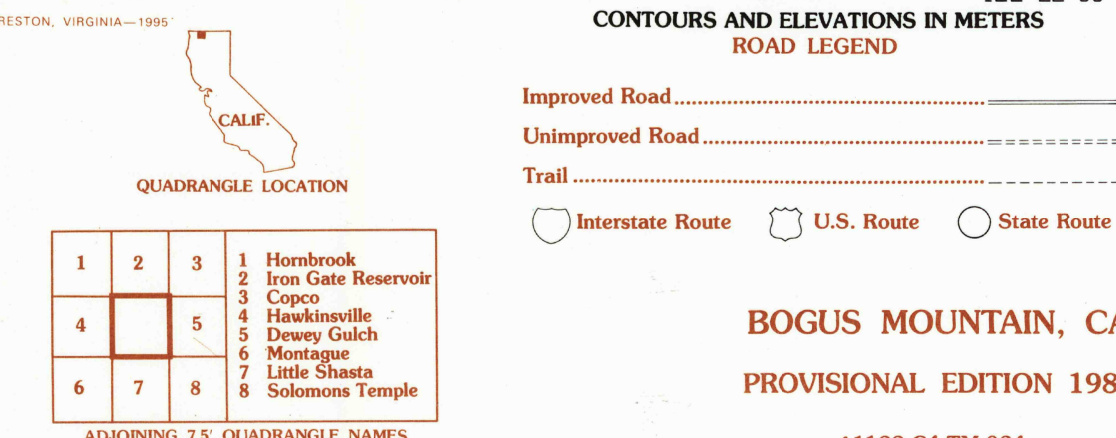 RESTON, VIRGINIA—1995
CALIF.
QUADRANGLE LOCATION
1 2 3
4 5
6 7 8
1 Hornbrook
2 Iron Gate Reservoir
3 Copco
4 Hawkinsville
5 Dewey Gulch
6 Montague
7 Little Shasta
8 Solomons Temple
ADJOINING 7.5' QUADRANGLE NAMES
CONTOURS AND ELEVATIONS IN METERS
ROAD LEGEND
Improved Road
Unimproved Road
Trail
Interstate Route U.S. Route State Route
BOGUS MOUNTAIN, CA
PROVISIONAL EDITION 198